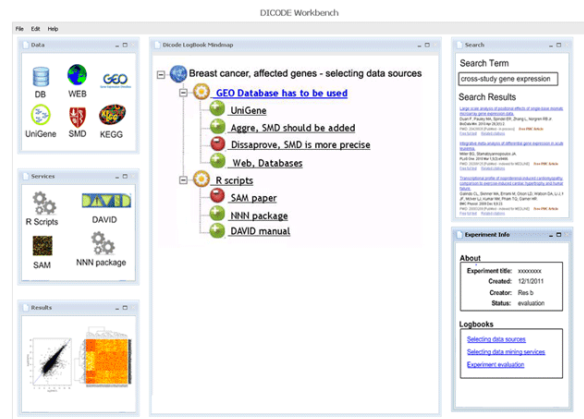 DICODE Workbench
File Edit Help
Data
DB
WEB
GEO
UniGene
SMD
KEGG
Services
R Scripts
DAVID
DAVID
SAM
NNN package
Results
Dicode LogBook Mindmap
Breast cancer, affected genes - selecting data sources
GEO Database has to be used
UniGene
Aggre, SMD should be added
Dissaprove, SMD is more precise
Web, Databases
R scripts
SAM paper
NNN package
DAVID manual
Search
Search Term
cross-study gene expression
Search Results
Experiment Info
About
Experiment title: xxxxxxxx
Created: 12/1/2011
Creator: Res b
Status: evaluation
Logbooks
Selecting data sources
Selecting data mining services
Experiment evaluation